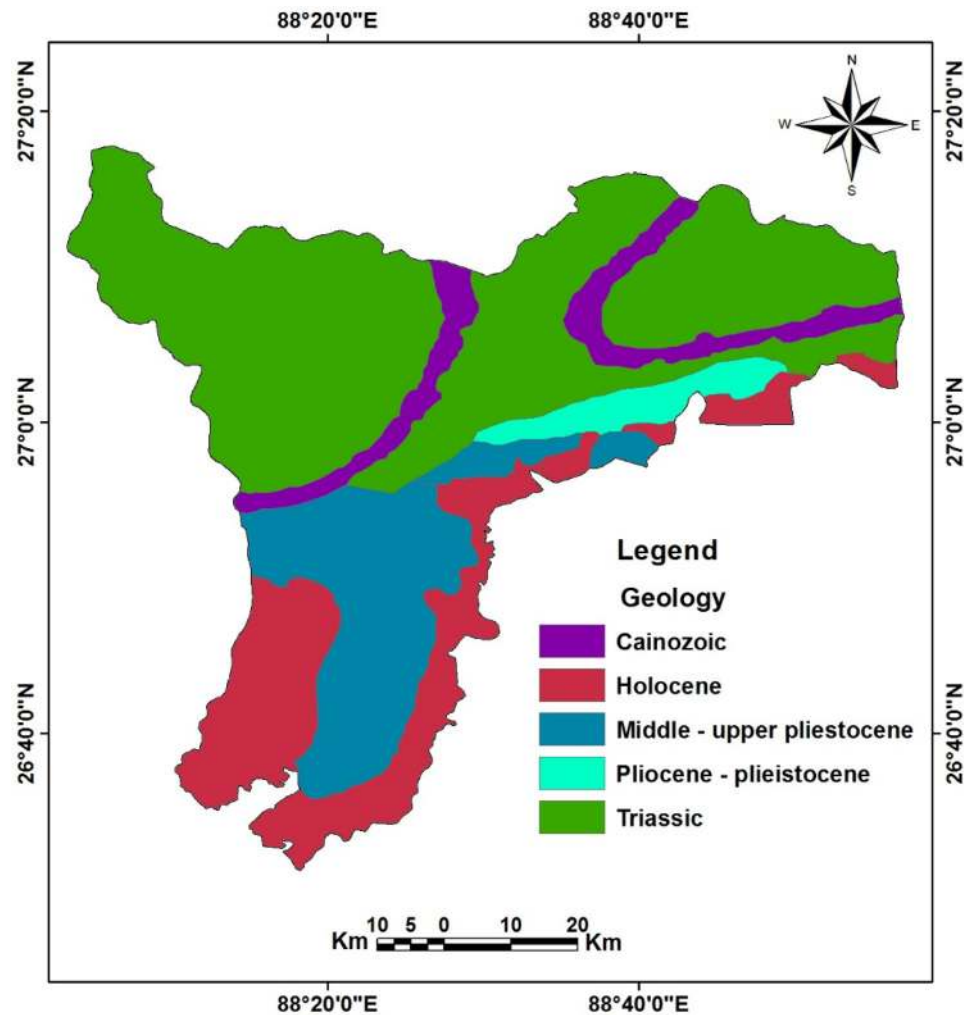 88°20'0"E 88°40'0"E
27°20'0"N 27°20'0"N
N
W E
S
27°0'0"N 27°0'0"N
26°40'0"N 26°40'0"N
Legend
Geology
Cainozoic
Holocene
Middle - upper pliestocene
Pliocene - plieistocene
Triassic
10 5 0 10 20
Km Km
88°20'0"E 88°40'0"E